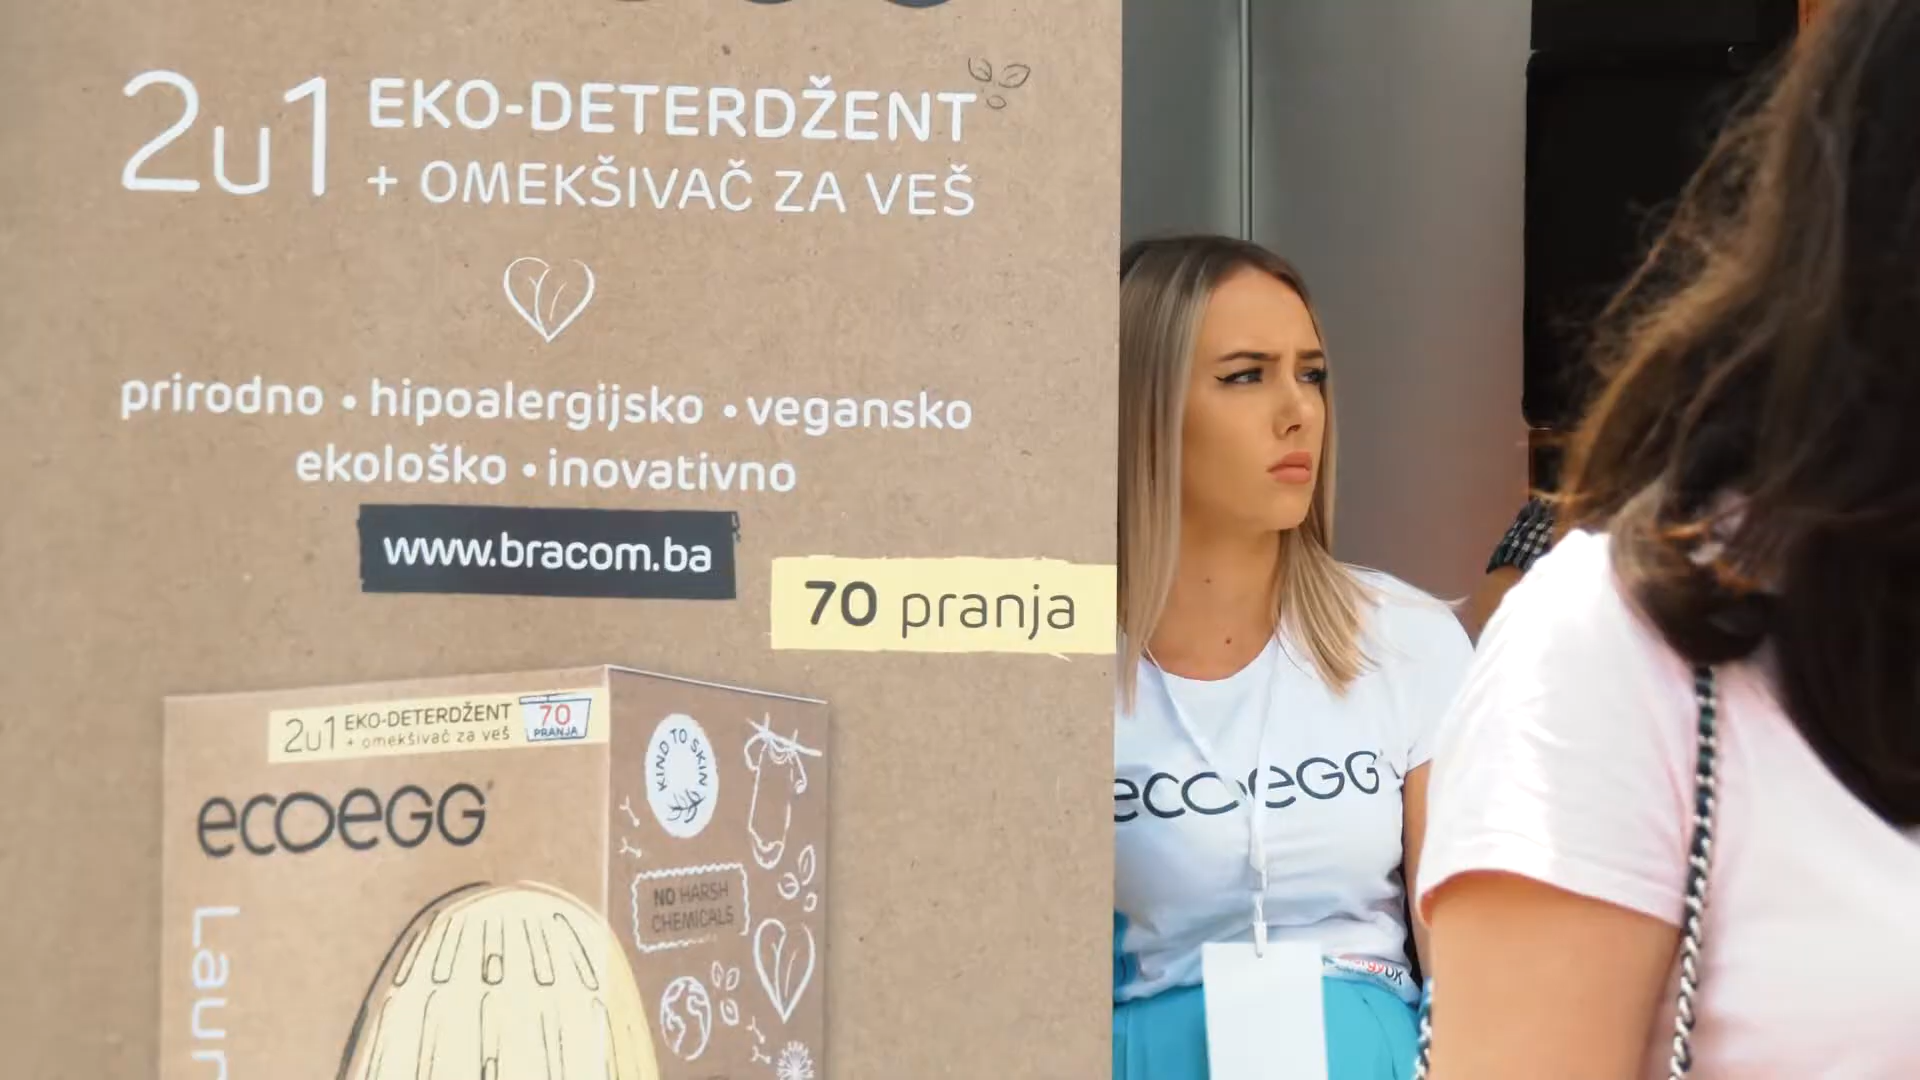 2u1 EKO-DETERDŽENT
+ OMEKŠIVAČ ZA VEŠ
prirodno • hipoalergijsko • vegansko
ekološko • inovativno
www.bracom.ba
70 pranja
2u1 EKO-DETERDŽENT
+ omekšivač za veš
70
PRANJA
ecoegg
KIND TO SKIN
NO HARSH
CHEMICALS
ecoegg